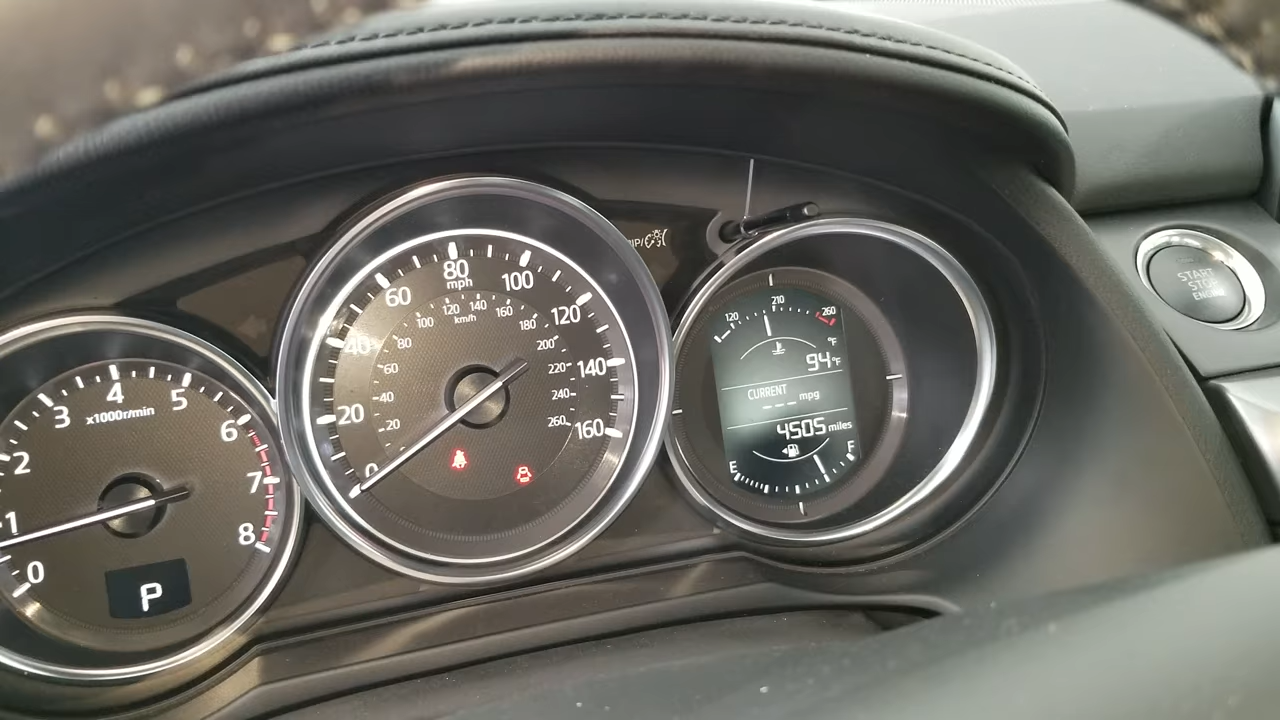 0
1
2
3
4
5
6
7
8
x1000r/min
P
0
20
40
60
80
100
120
140
160
mph
20
40
60
80
100
120
140
160
180
200
220
240
260
km/h
IP/
120
210
260
°F
94°F
CURRENT
--- mpg
4505 miles
E
F
START
STOP
ENGINE